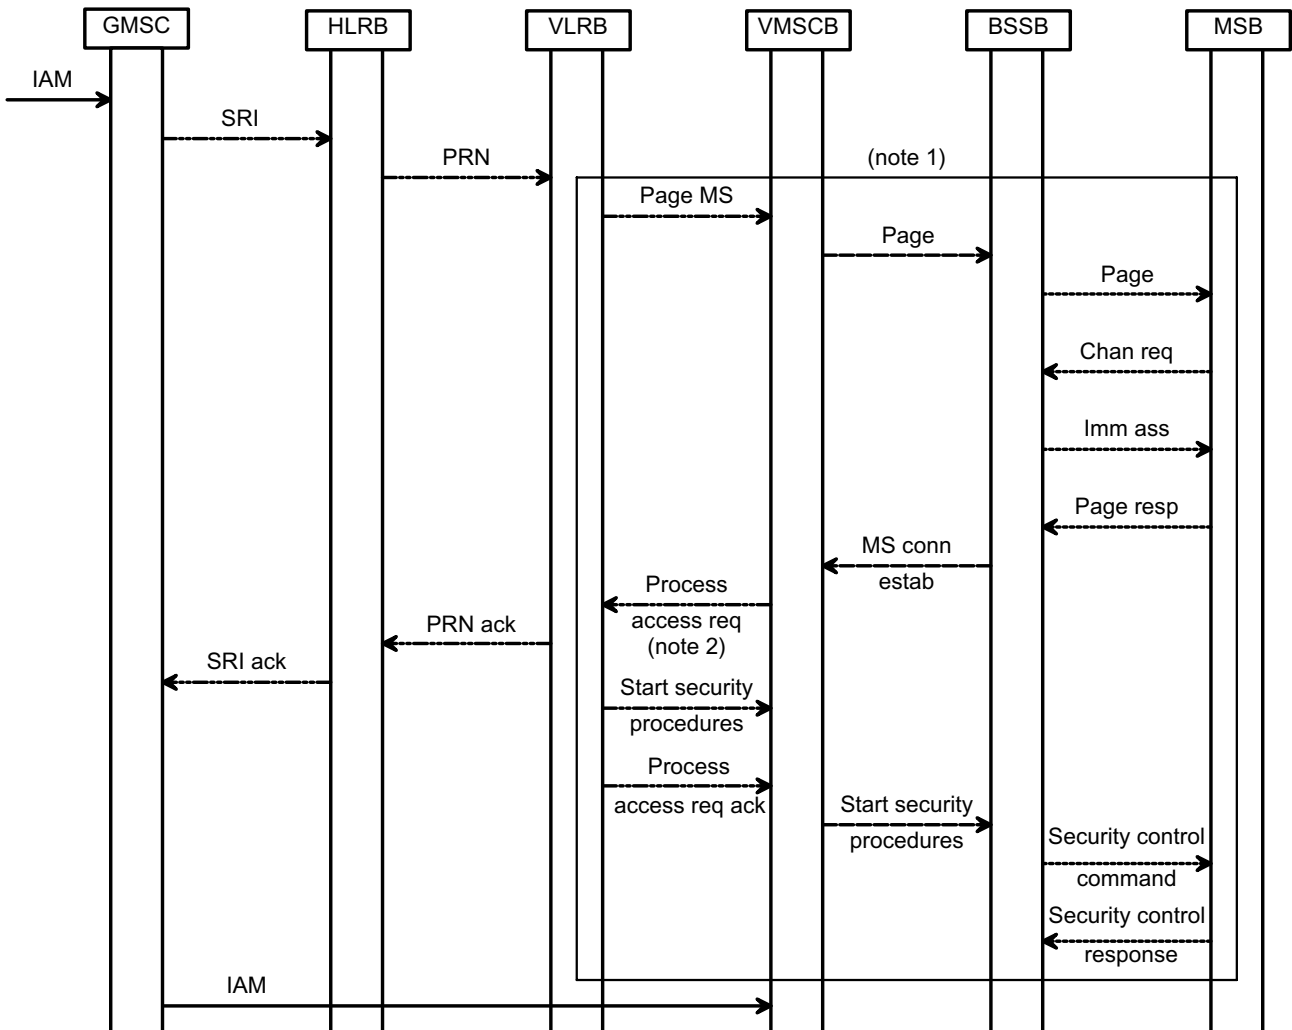 GMSC HLRB VLRB VMSCB BSSB MSB
IAM
SRI
PRN
(note 1)
Page MS
Page
Page
Chan req
Imm ass
Page resp
MS conn
estab
Process
access req
(note 2)
PRN ack
SRI ack
Start security
procedures
Process
access req ack
Start security
procedures
Security control
command
Security control
response
IAM